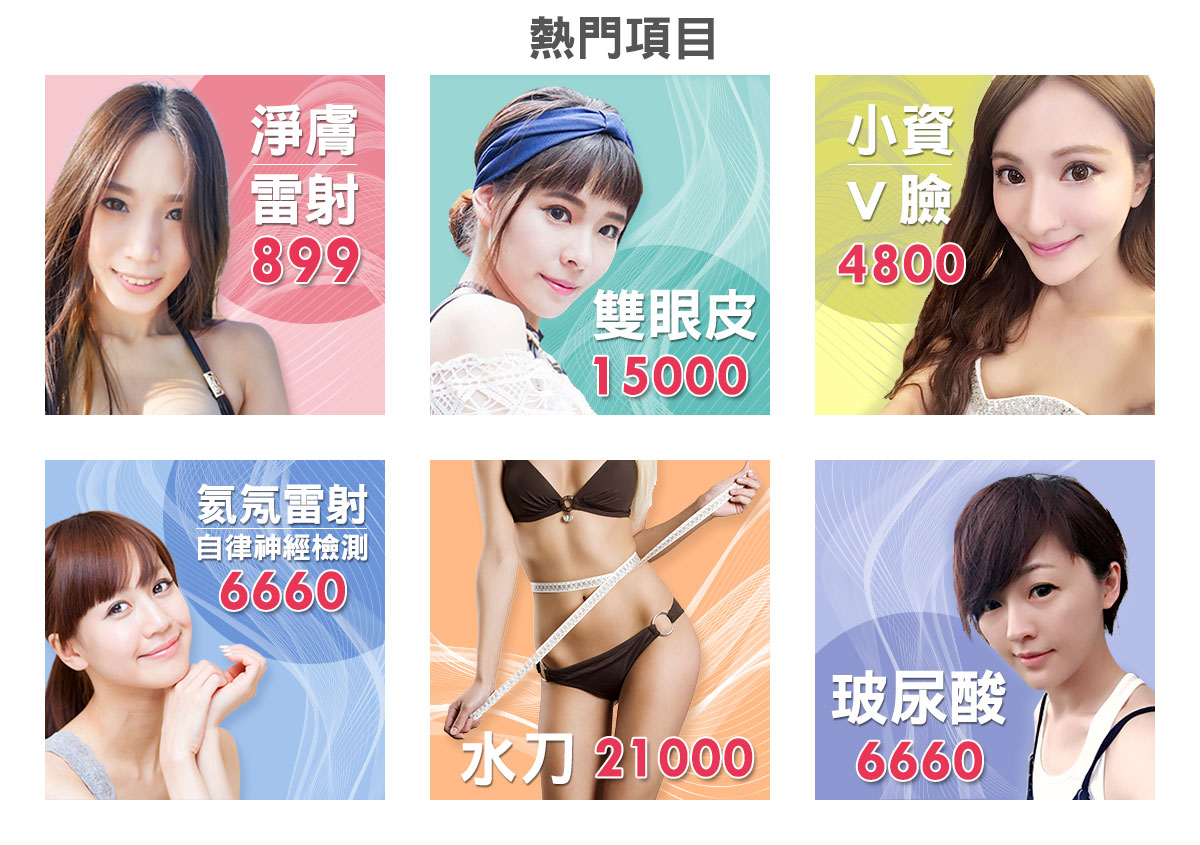 熱門項目
淨膚
雷射
899
雙眼皮
15000
小資
V 臉
4800
氦氖雷射
自律神經檢測
6660
水刀 21000
玻尿酸
6660